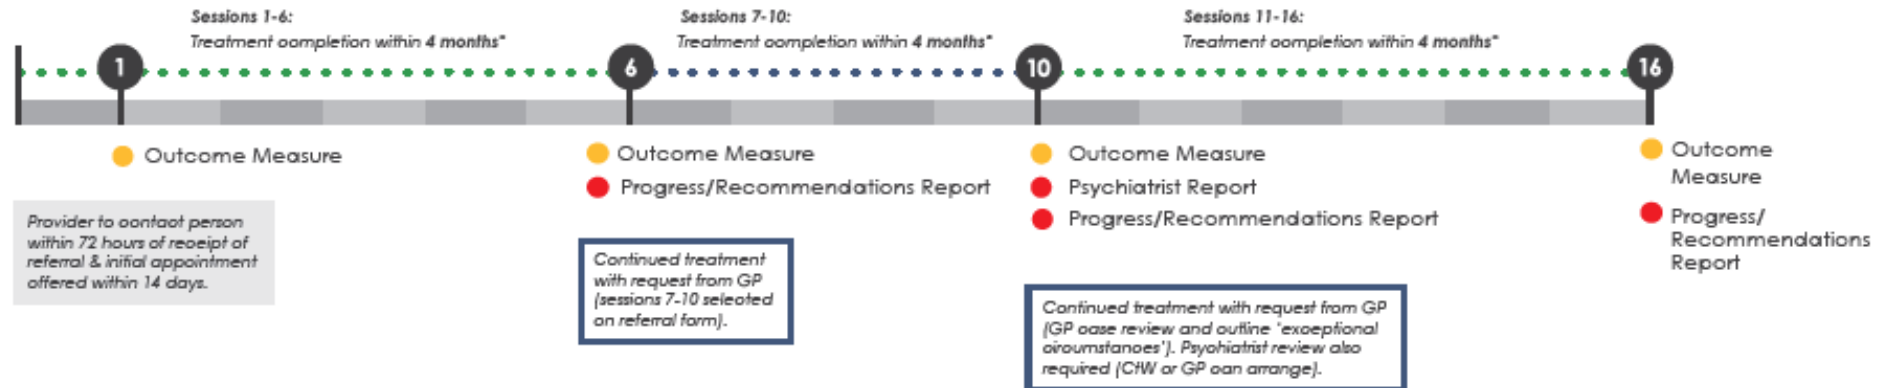 Sessions 1-6:
Treatment completion within 4 months*
Sessions 7-10:
Treatment completion within 4 months*
Sessions 11-16:
Treatment completion within 4 months*
1
6
10
16
Outcome Measure
Provider to contact person
within 72 hours of receipt of
referral & initial appointment
offered within 14 days.
Outcome Measure
Progress/Recommendations Report
Continued treatment
with request from GP
(sessions 7-10 selected
on referral form).
Outcome Measure
Psychiatrist Report
Progress/Recommendations Report
Continued treatment with request from GP
(GP case review and outline 'exceptional
circumstances'). Psychiatrist review also
required (CtW or GP can arrange).
Outcome
Measure
Progress/
Recommendations
Report